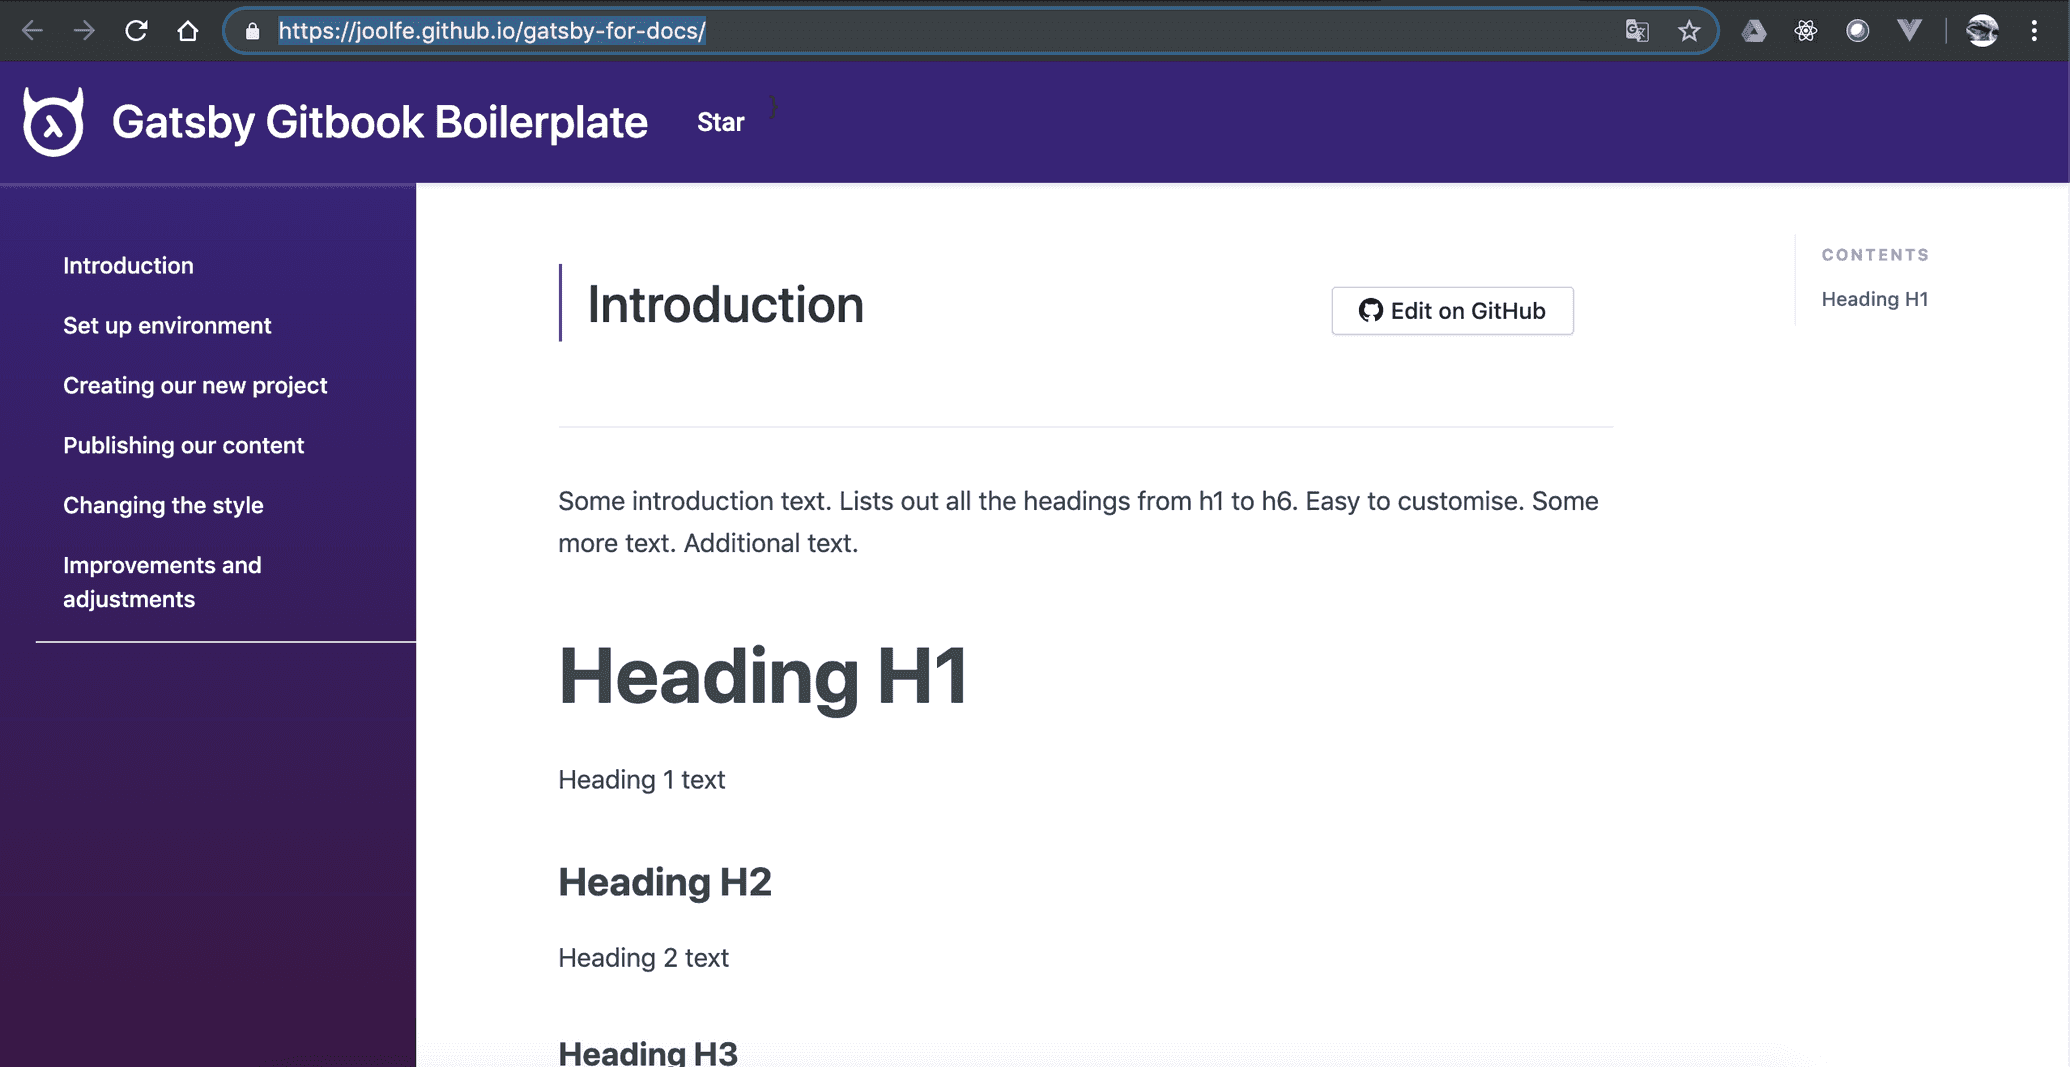 https://joolfe.github.io/gatsby-for-docs/
Gatsby Gitbook Boilerplate
Star
Introduction
Set up environment
Creating our new project
Publishing our content
Changing the style
Improvements and
adjustments
Introduction
Edit on GitHub
CONTENTS
Heading H1
Some introduction text. Lists out all the headings from h1 to h6. Easy to customise. Some
more text. Additional text.
Heading H1
Heading 1 text
Heading H2
Heading 2 text
Heading H3